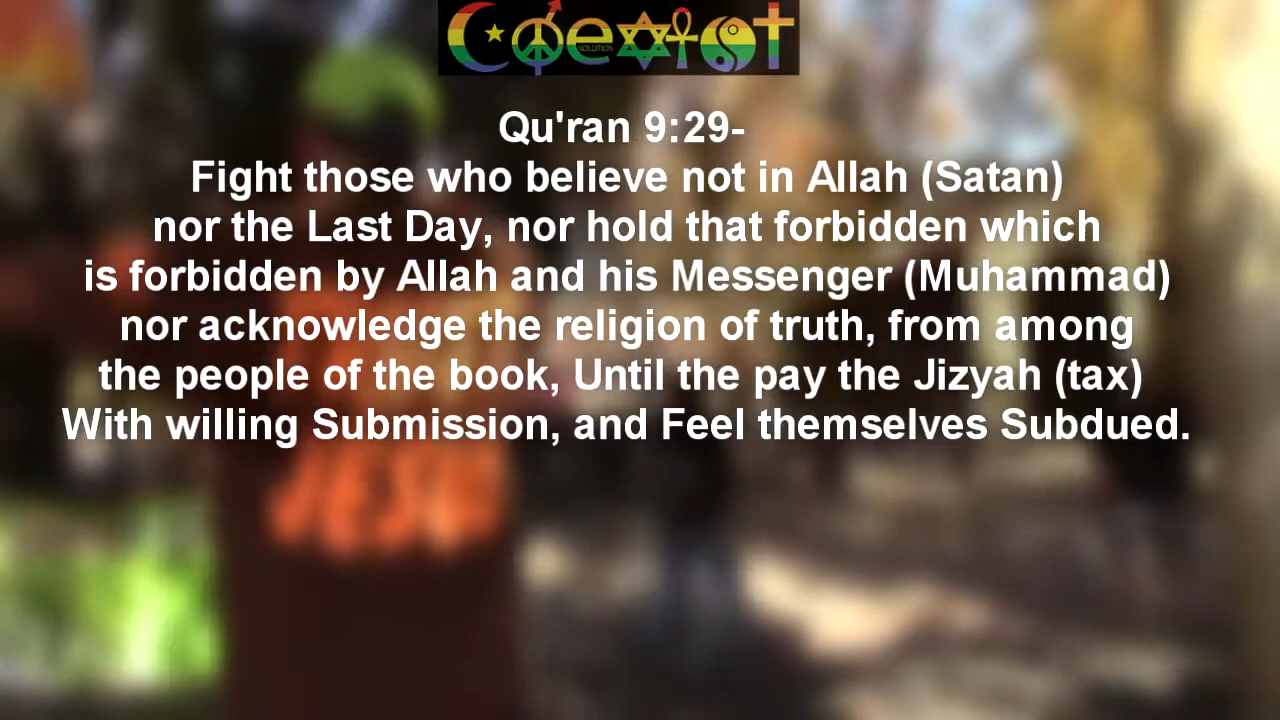 Coexist
Qu'ran 9:29-
Fight those who believe not in Allah (Satan)
nor the Last Day, nor hold that forbidden which
is forbidden by Allah and his Messenger (Muhammad)
nor acknowledge the religion of truth, from among
the people of the book, Until the pay the Jizyah (tax)
With willing Submission, and Feel themselves Subdued.